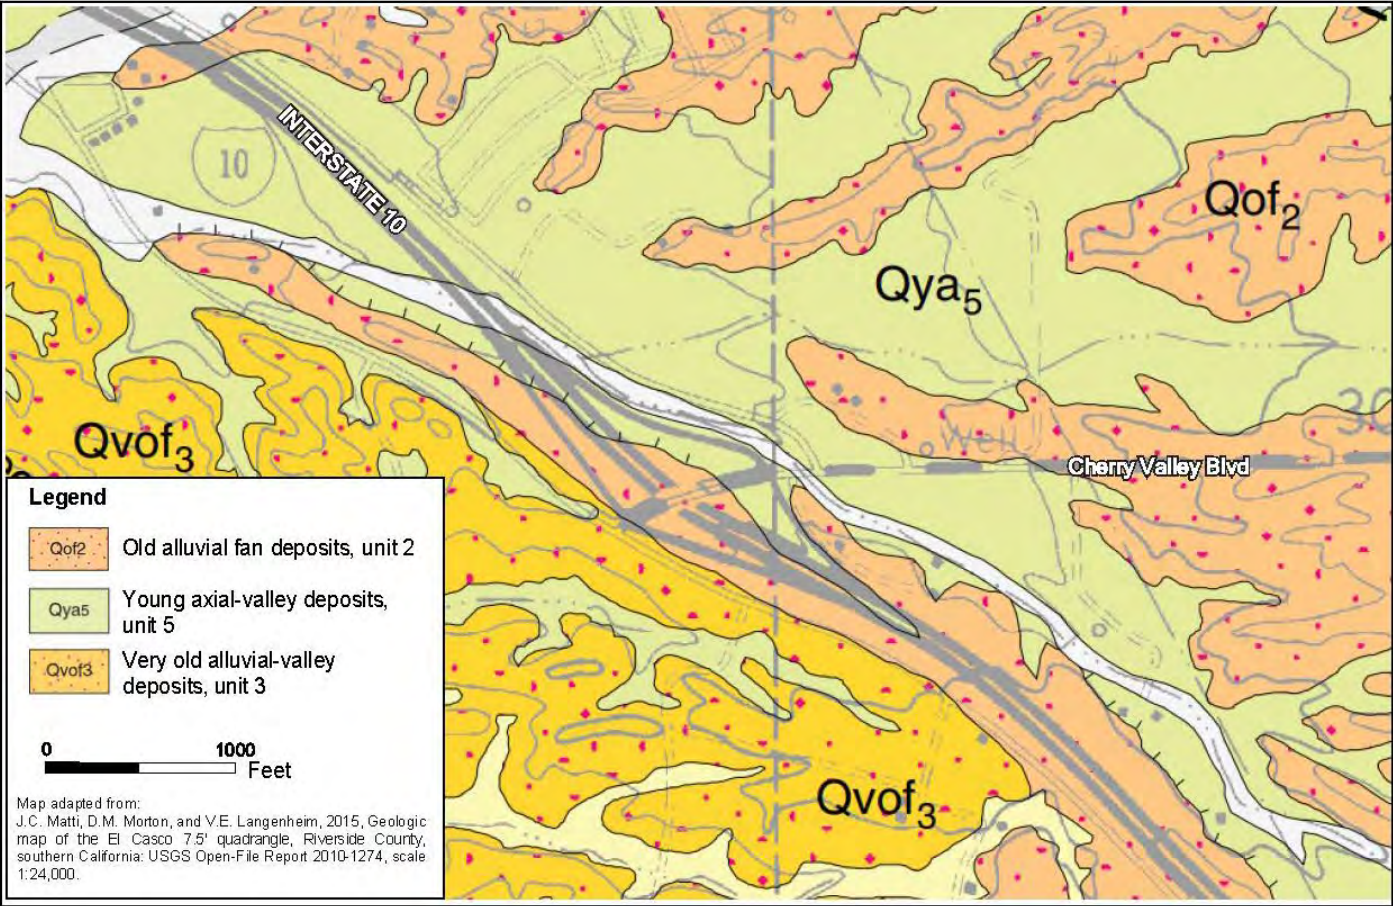 INTERSTATE 10
10
Qof2
Qya5
30
Well
Cherry Valley Blvd
Qvof3
Qvof3
Legend
Qof2 Old alluvial fan deposits, unit 2
Qya5 Young axial-valley deposits,
unit 5
Qvof3 Very old alluvial-valley
deposits, unit 3
0 1000
Feet
Map adapted from:
J.C. Matti, D.M. Morton, and V.E. Langenheim, 2015, Geologic
map of the El Casco 7.5' quadrangle, Riverside County,
southern California: USGS Open-File Report 2010-1274, scale
1:24,000.